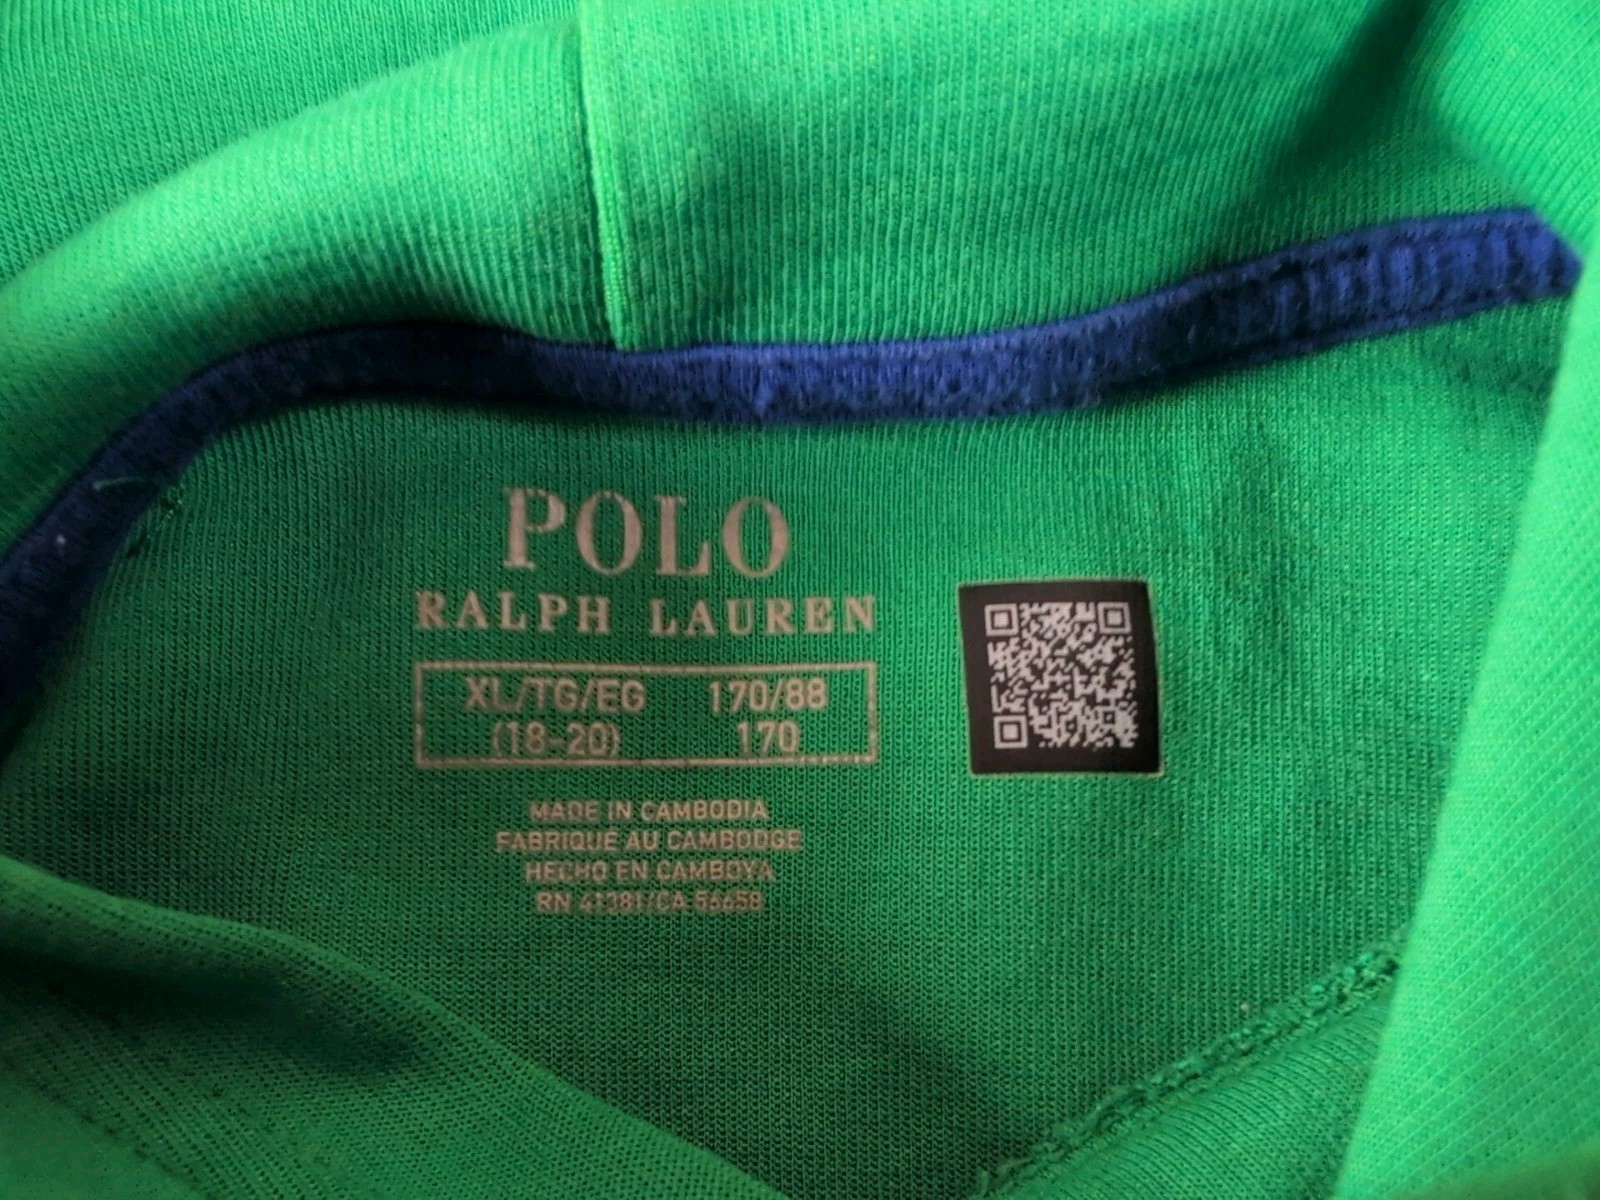 POLO
RALPH LAUREN
XL/TG/EG 170/88
(18-20) 170
MADE IN CAMBODIA
FABRIQUÉ AU CAMBODGE
HECHO EN CAMBOYA
RN 41381/CA 56658